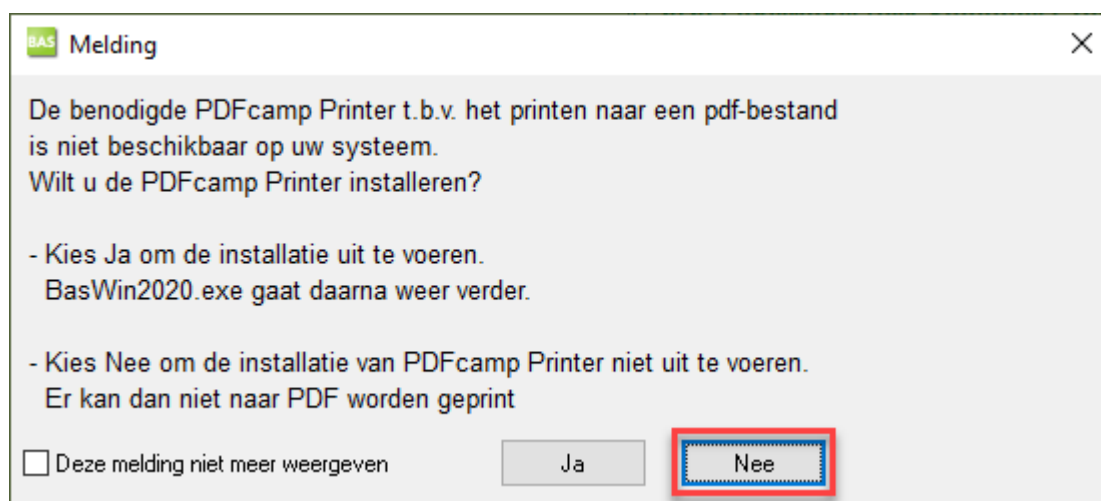 BAS Melding
De benodigde PDFcamp Printer t.b.v. het printen naar een pdf-bestand
is niet beschikbaar op uw systeem.
Wilt u de PDFcamp Printer installeren?
- Kies Ja om de installatie uit te voeren.
BasWin2020.exe gaat daarna weer verder.
- Kies Nee om de installatie van PDFcamp Printer niet uit te voeren.
Er kan dan niet naar PDF worden geprint
Deze melding niet meer weergeven Ja Nee